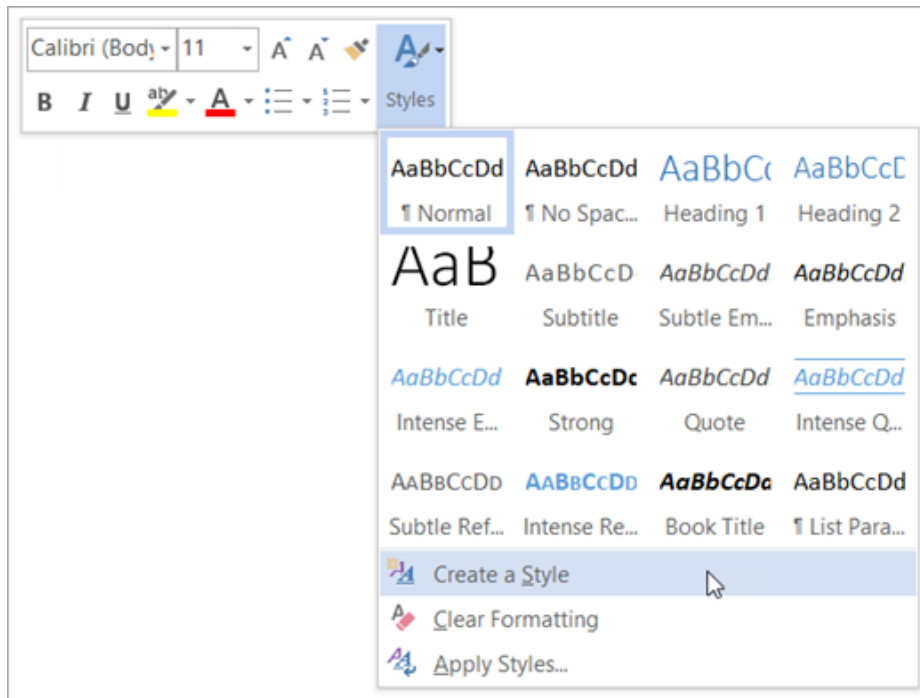 Calibri (Body 11 A A A
B I U ab A Styles
AaBbCcDd AaBbCcDd AaBbC AaBbCcD
¶ Normal ¶ No Spac... Heading 1 Heading 2
AaB AaBbCcD AaBbCcDd AaBbCcDd
Title Subtitle Subtle Em... Emphasis
AaBbCcDd AaBbCcDc AaBbCcDd AaBbCcDd
Intense E... Strong Quote Intense Q...
AABBCCDD AABBCCDD AaBbCcDd AaBbCcDd
Subtle Ref... Intense Re... Book Title ¶ List Para...
Create a Style
Clear Formatting
Apply Styles...